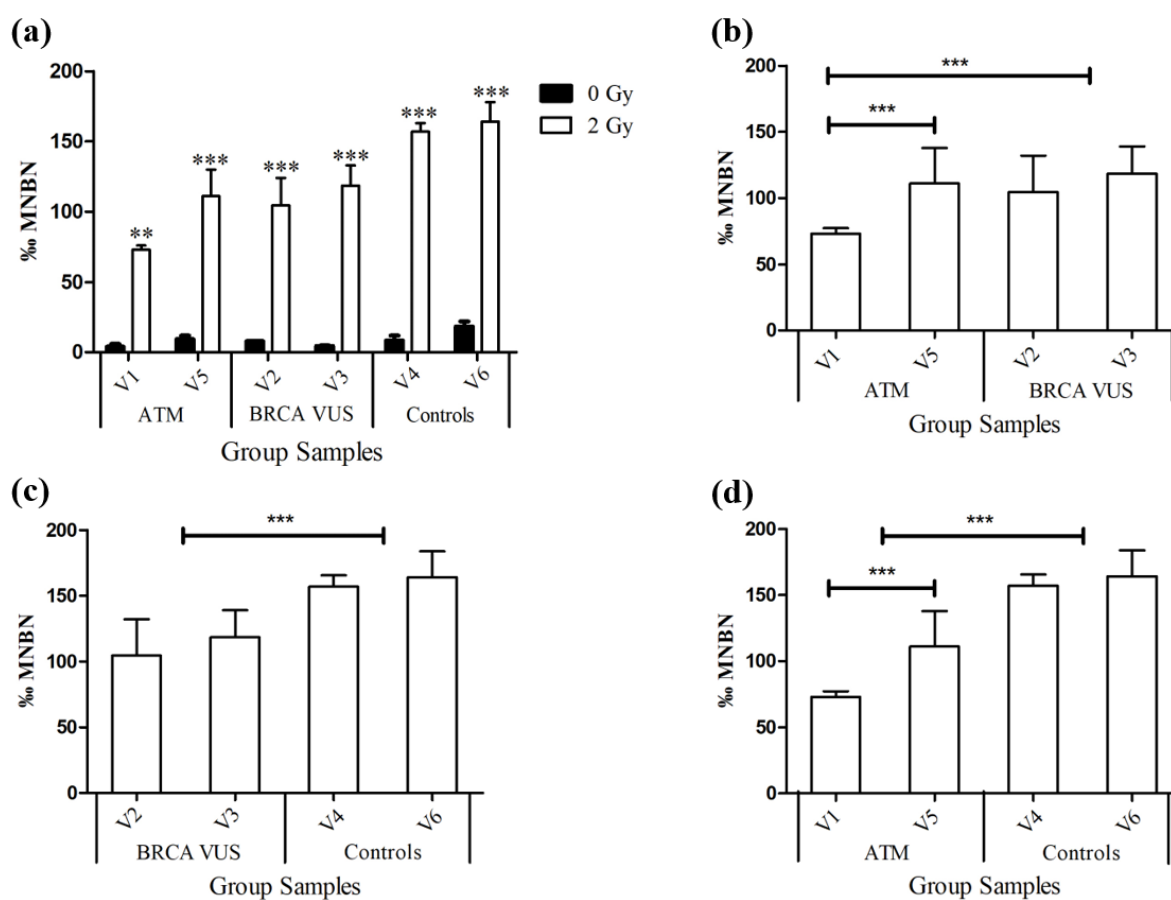 (a)
200
150
100
50
0
‰ MNBN
**
***
***
***
***
***
0 Gy
2 Gy
V1
V5
V2
V3
V4
V6
ATM
BRCA VUS
Controls
Group Samples
(b)
200
150
100
50
0
‰ MNBN
***
***
V1
V5
V2
V3
ATM
BRCA VUS
Group Samples
(c)
200
150
100
50
0
‰ MNBN
***
V2
V3
V4
V6
BRCA VUS
Controls
Group Samples
(d)
200
150
100
50
0
‰ MNBN
***
***
V1
V5
V4
V6
ATM
Controls
Group Samples